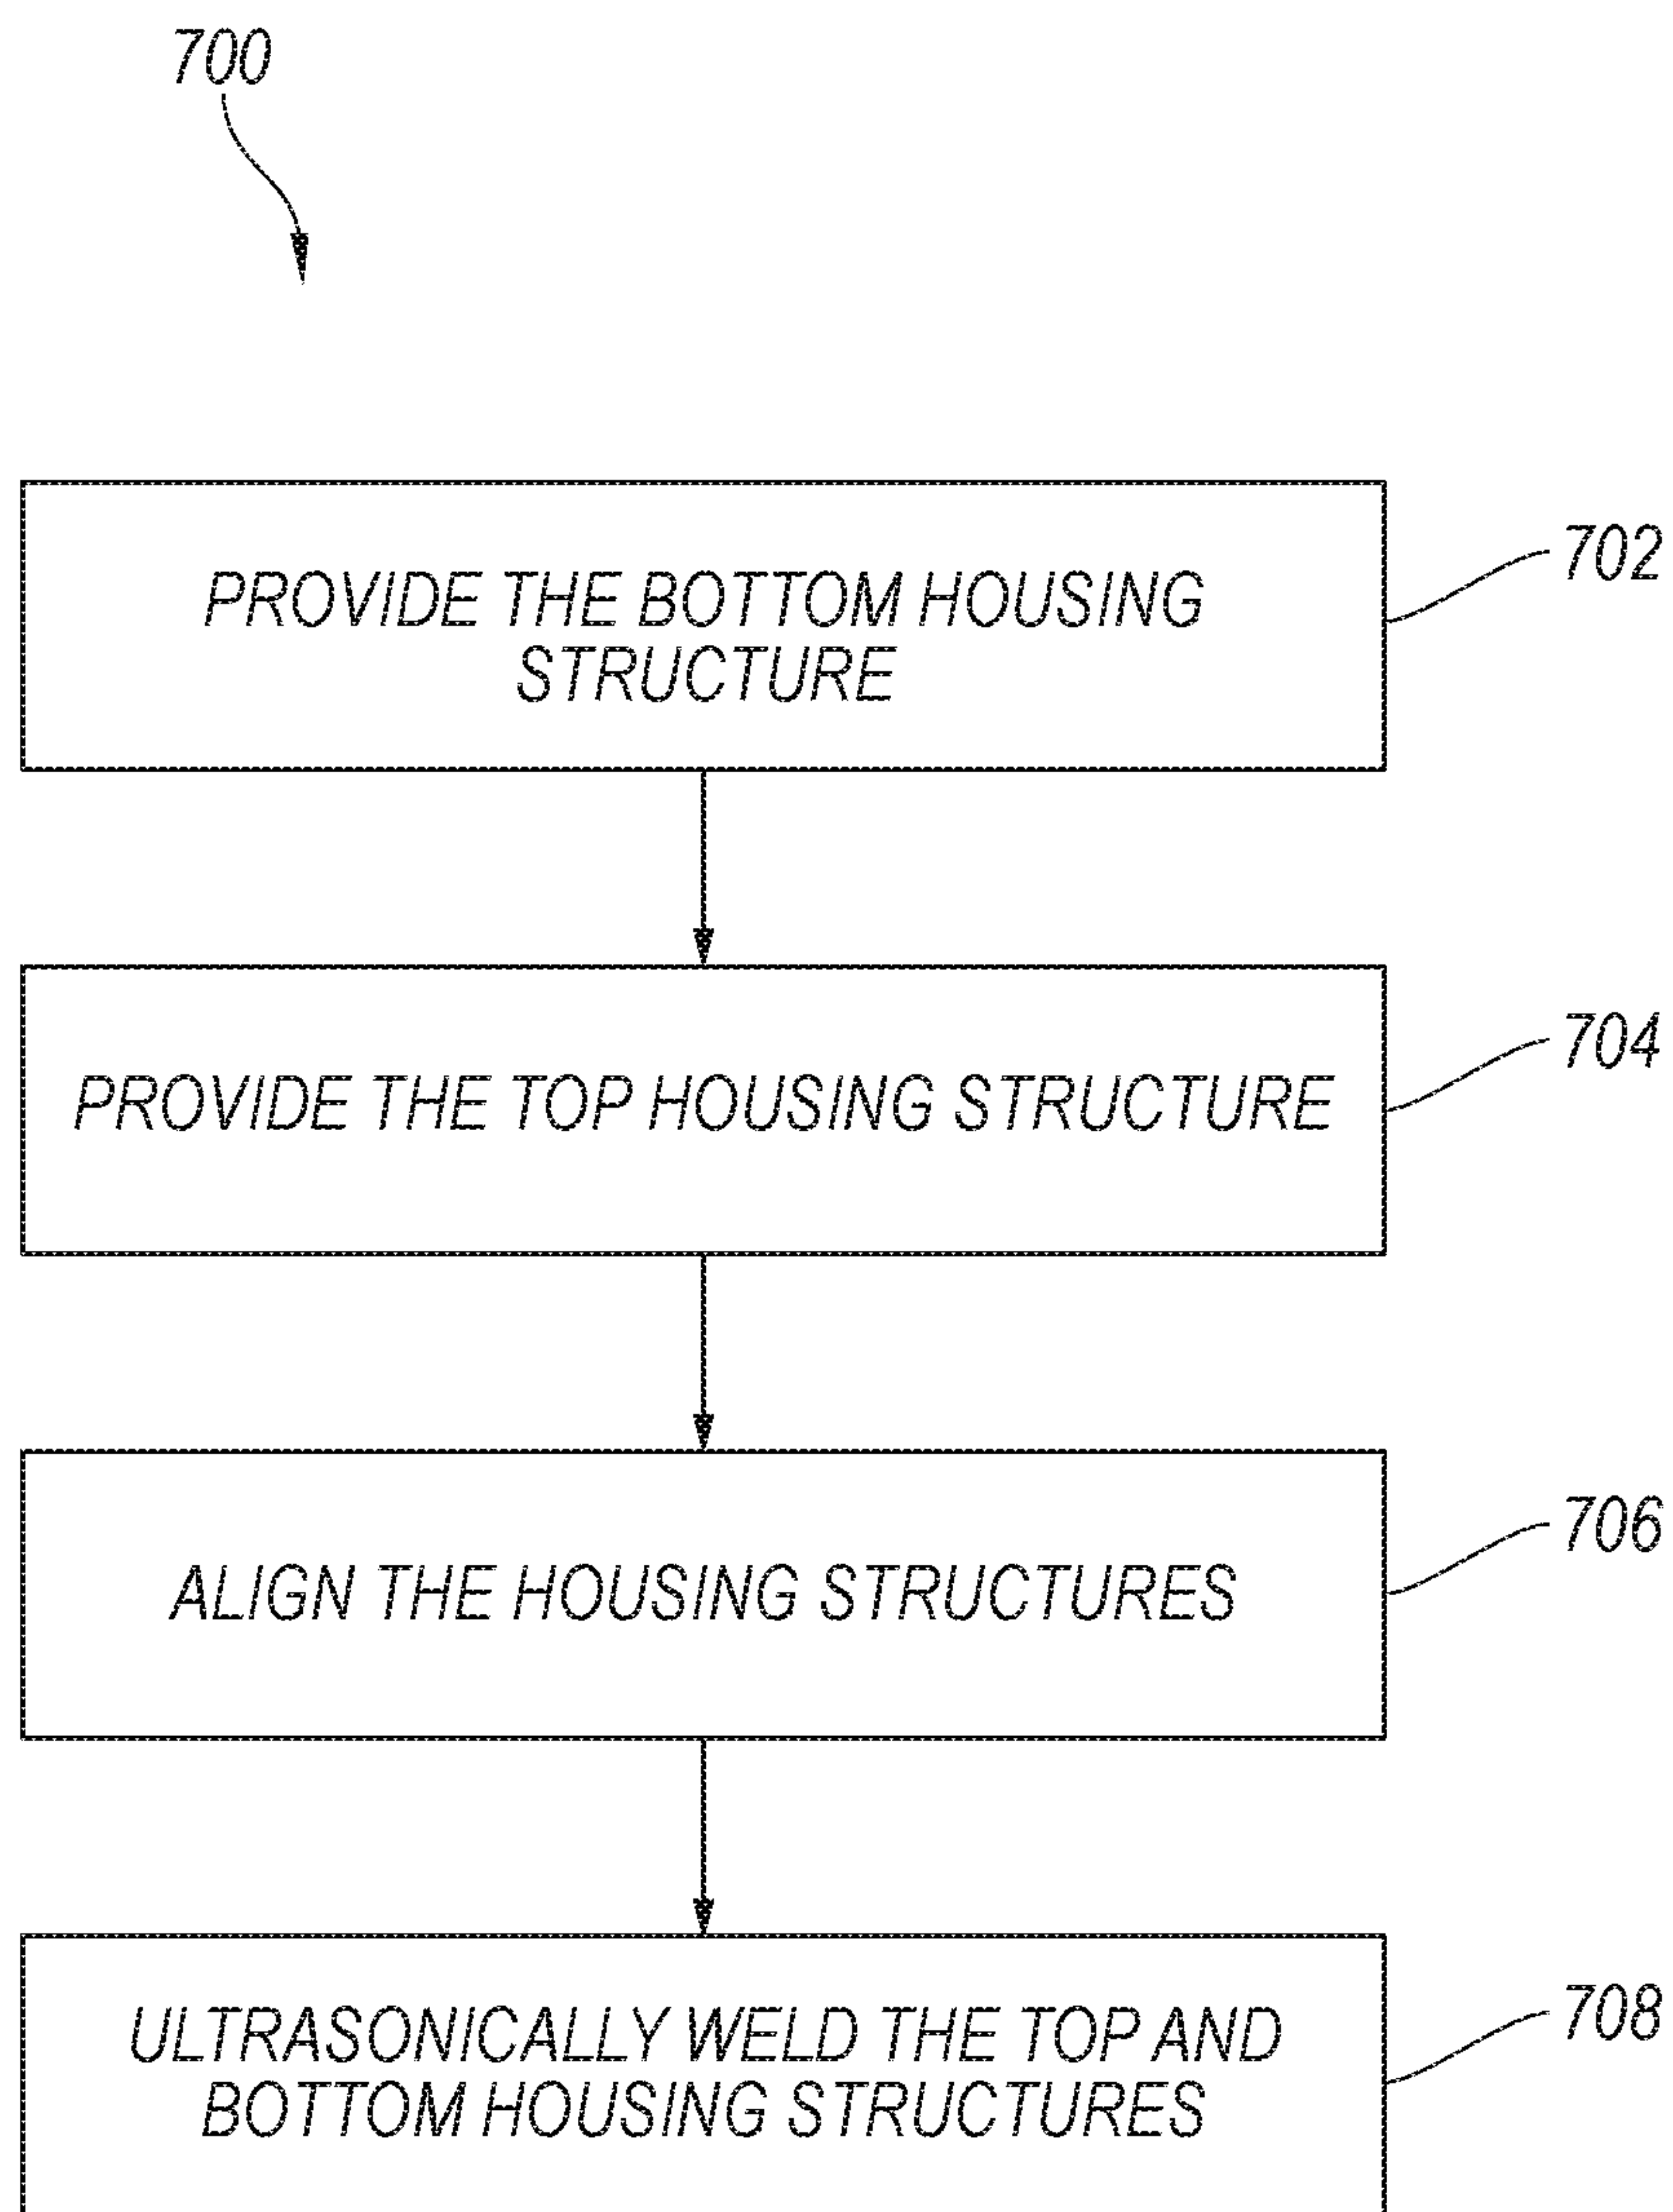 700
PROVIDE THE BOTTOM HOUSING
STRUCTURE
702
PROVIDE THE TOP HOUSING STRUCTURE
704
ALIGN THE HOUSING STRUCTURES
706
ULTRASONICALLY WELD THE TOP AND
BOTTOM HOUSING STRUCTURES
708